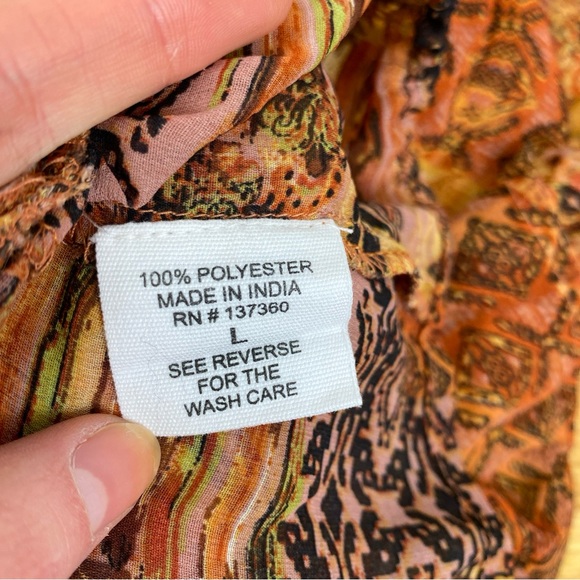 100% POLYESTER
MADE IN INDIA
RN # 137360
L
SEE REVERSE
FOR THE
WASH CARE